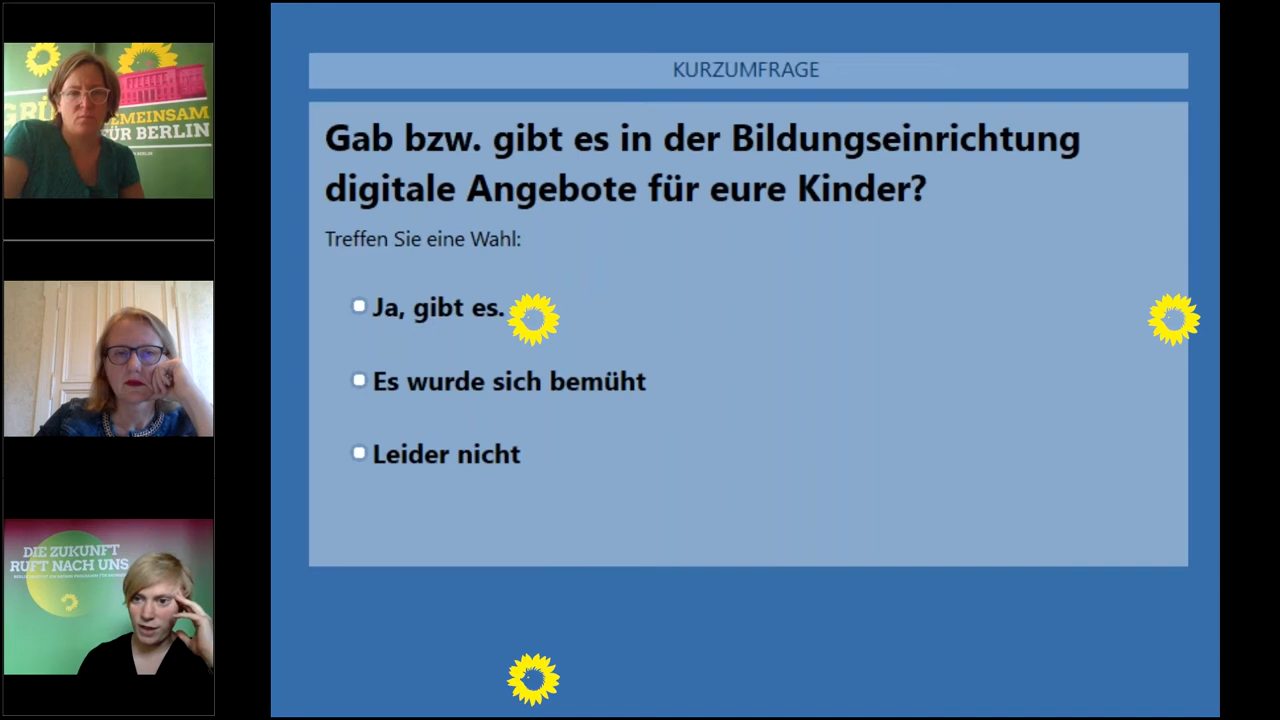 GRÜ
GEMEINSAM
FÜR BERLIN
DIE ZUKUNFT
RUFT NACH UNS
KURZUMFRAGE
Gab bzw. gibt es in der Bildungseinrichtung
digitale Angebote für eure Kinder?
Treffen Sie eine Wahl:
Ja, gibt es.
Es wurde sich bemüht
Leider nicht